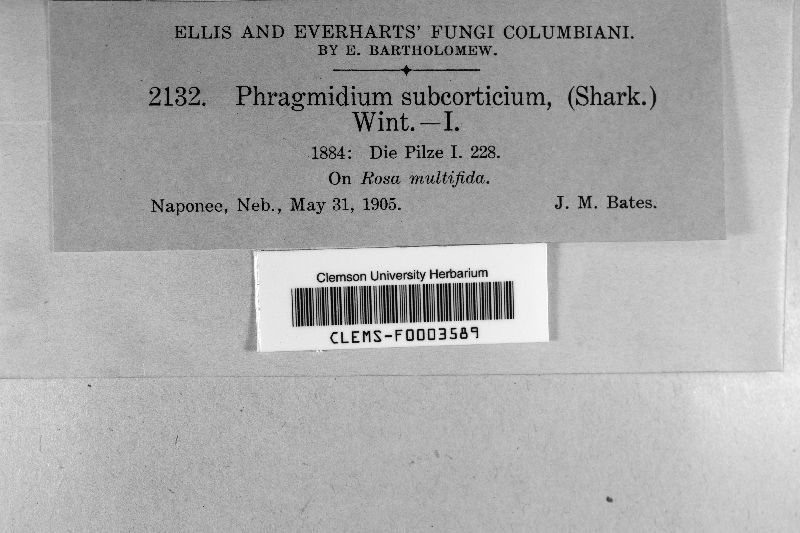 ELLIS AND EVERHARTS' FUNGI COLUMBIANI.
BY E. BARTHOLOMEW.
2132. Phragmidium subcorticium, (Shark.)
Wint.—I.
1884: Die Pilze I. 228.
On Rosa multifida.
Naponee, Neb., May 31, 1905. J. M. Bates.
Clemson University Herbarium
CLEMS-F0003589